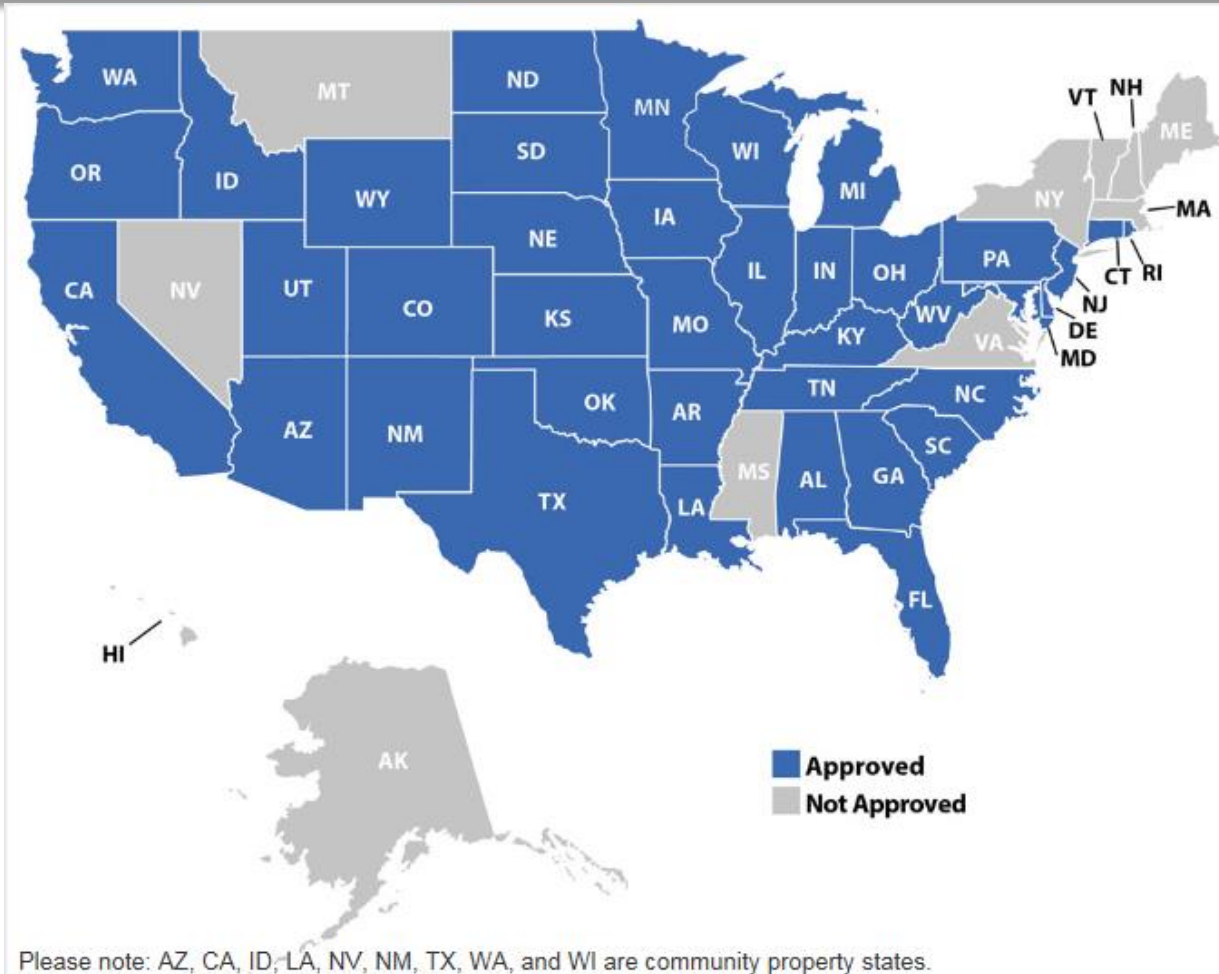 WA
MT
ND
MN
VT
NH
ME
OR
ID
SD
WI
WY
MI
NY
MA
IA
NE
PA
CA
NV
UT
CO
IL
IN
OH
CT
RI
NJ
KS
MO
WV
DE
KY
VA
MD
TN
NC
AZ
NM
OK
AR
SC
TX
MS
AL
GA
LA
FL
HI
AK
Approved
Not Approved
Please note: AZ, CA, ID, LA, NV, NM, TX, WA, and WI are community property states.